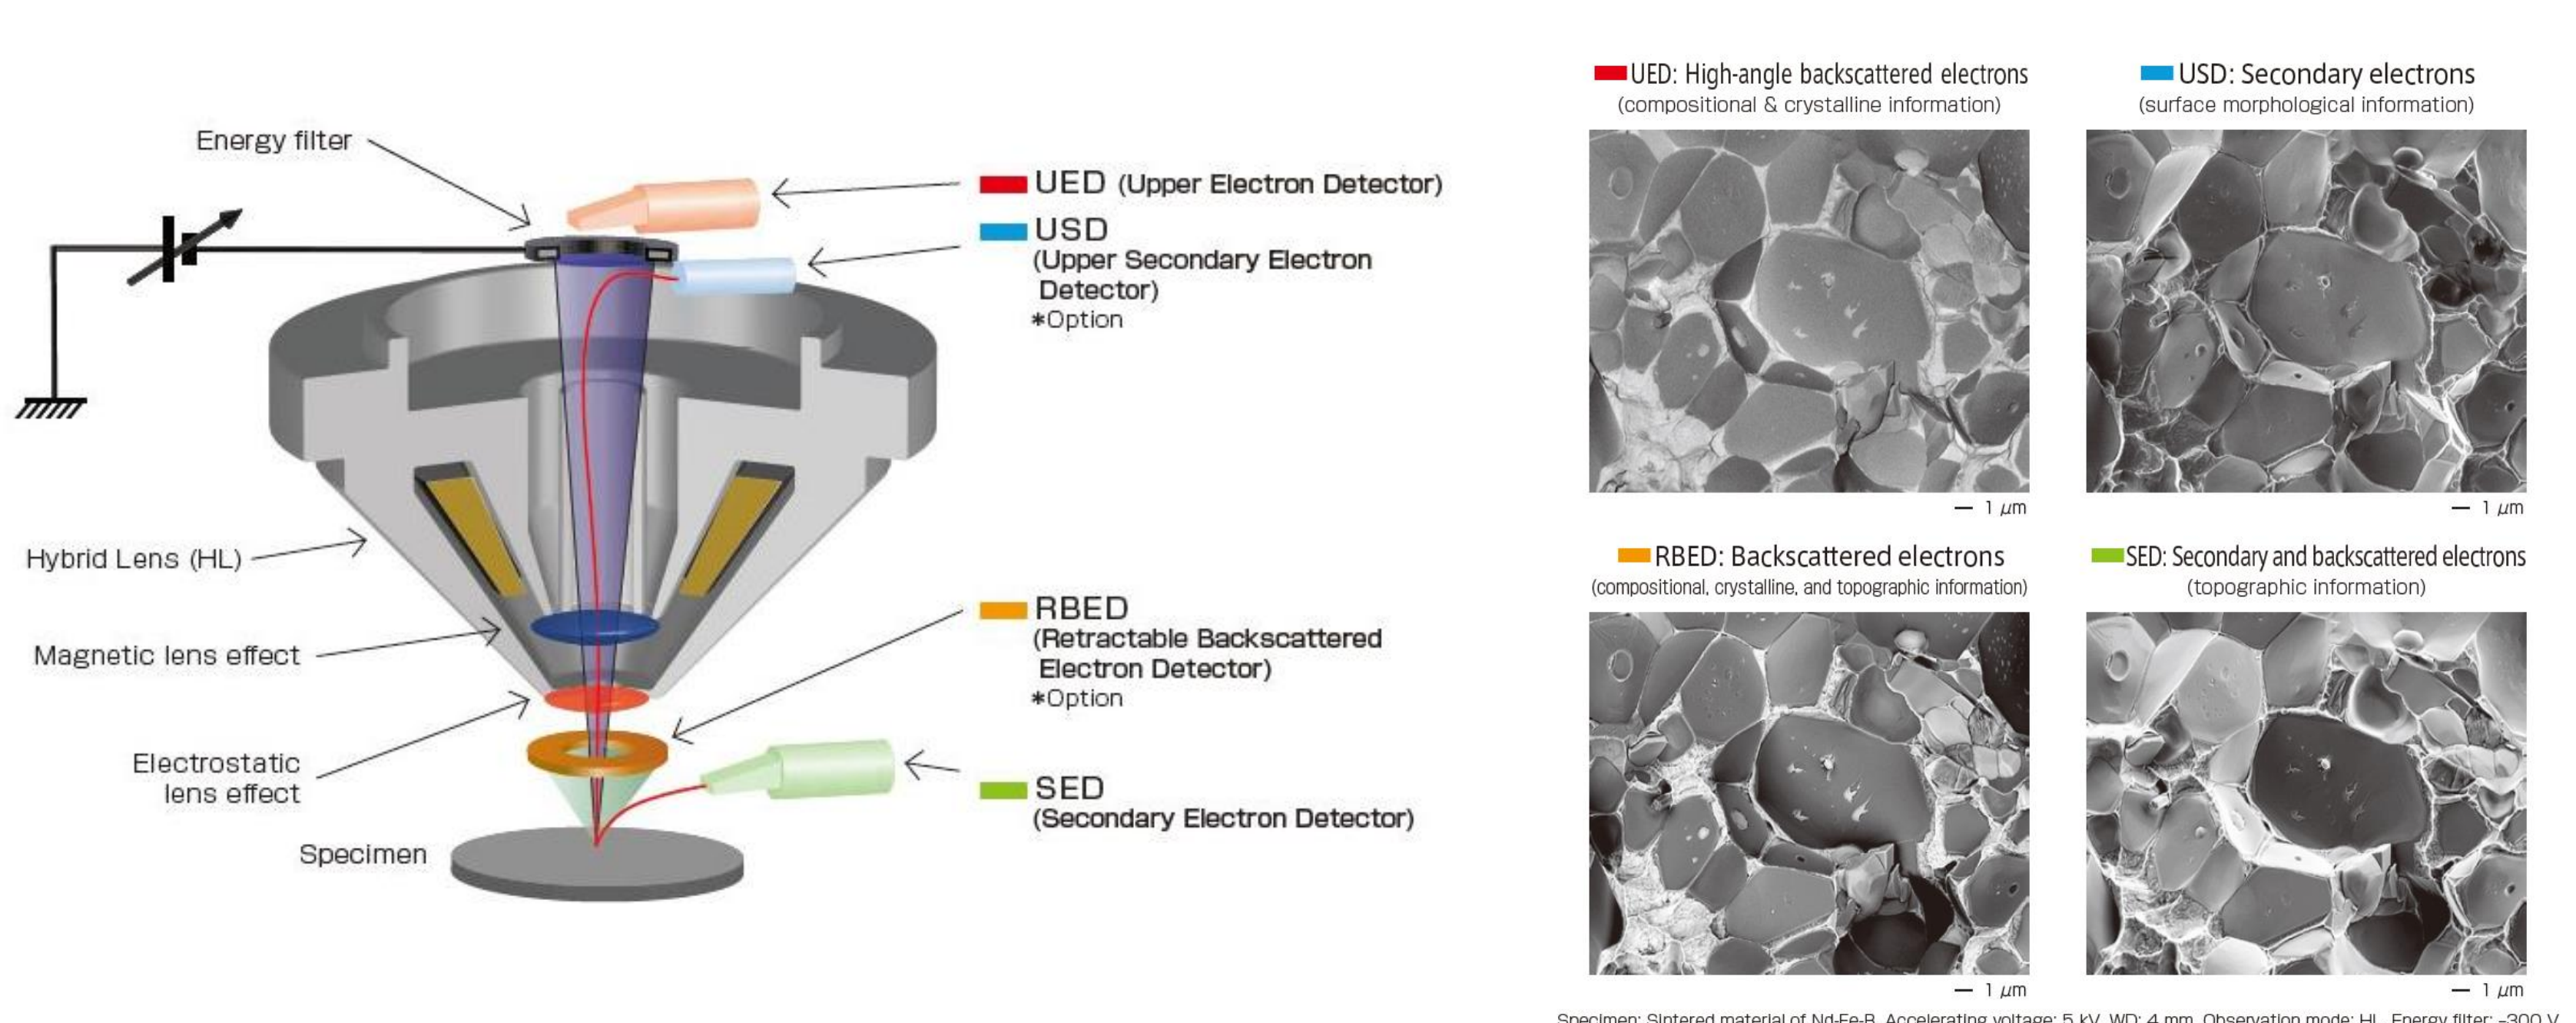 Energy filter
UED (Upper Electron Detector)
USD
(Upper Secondary Electron
Detector)
*Option
Hybrid Lens (HL)
Magnetic lens effect
RBED
(Retractable Backscattered
Electron Detector)
*Option
Electrostatic
lens effect
SED
(Secondary Electron Detector)
Specimen
UED: High-angle backscattered electrons
(compositional & crystalline information)
1 μm
USD: Secondary electrons
(surface morphological information)
1 μm
RBED: Backscattered electrons
(compositional, crystalline, and topographic information)
1 μm
SED: Secondary and backscattered electrons
(topographic information)
1 μm
Specimen: Sintered material of Nd-Fe-B, Accelerating voltage: 5 kV, WD: 4 mm, Observation mode: HL, Energy filter: -300 V